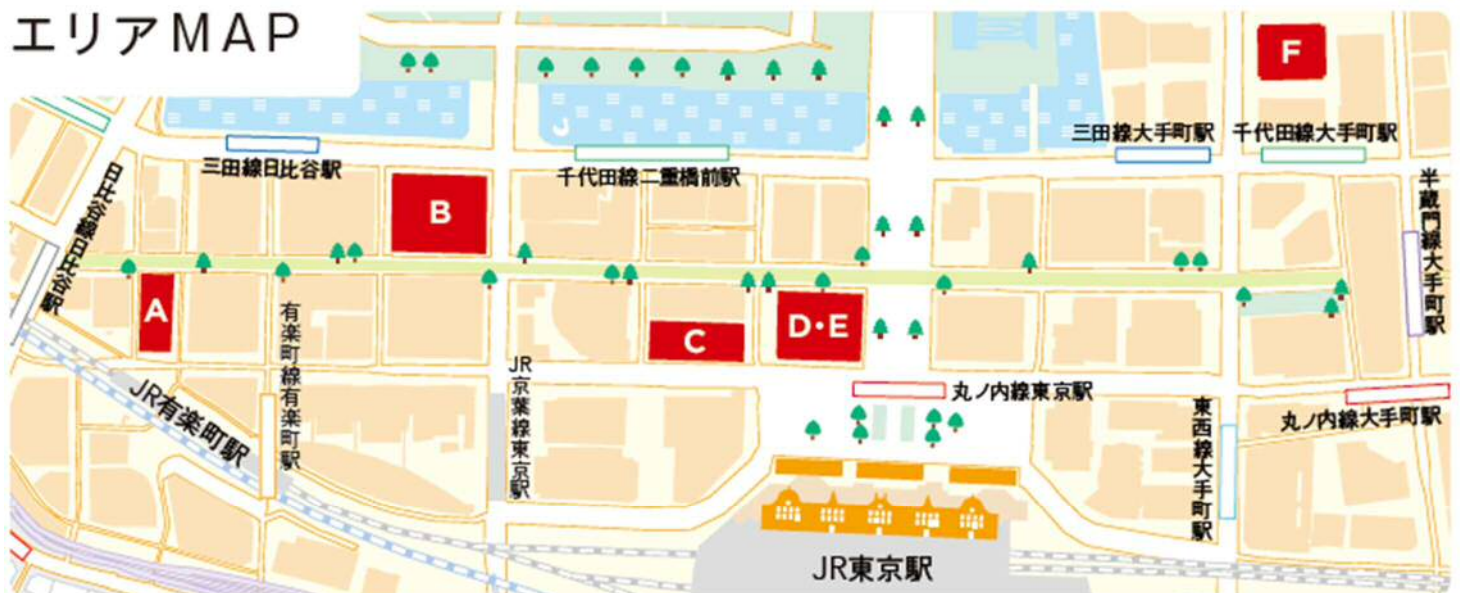 エリアMAP
F
三田線大手町駅
千代田線大手町駅
三田線日比谷駅
千代田線二重橋前駅
半蔵門線大手町駅
日比谷線日比谷駅
B
A
有楽町線有楽町駅
C
D・E
JR京葉線東京駅
丸ノ内線東京駅
丸ノ内線大手町駅
JR有楽町駅
東西線大手町駅
JR東京駅